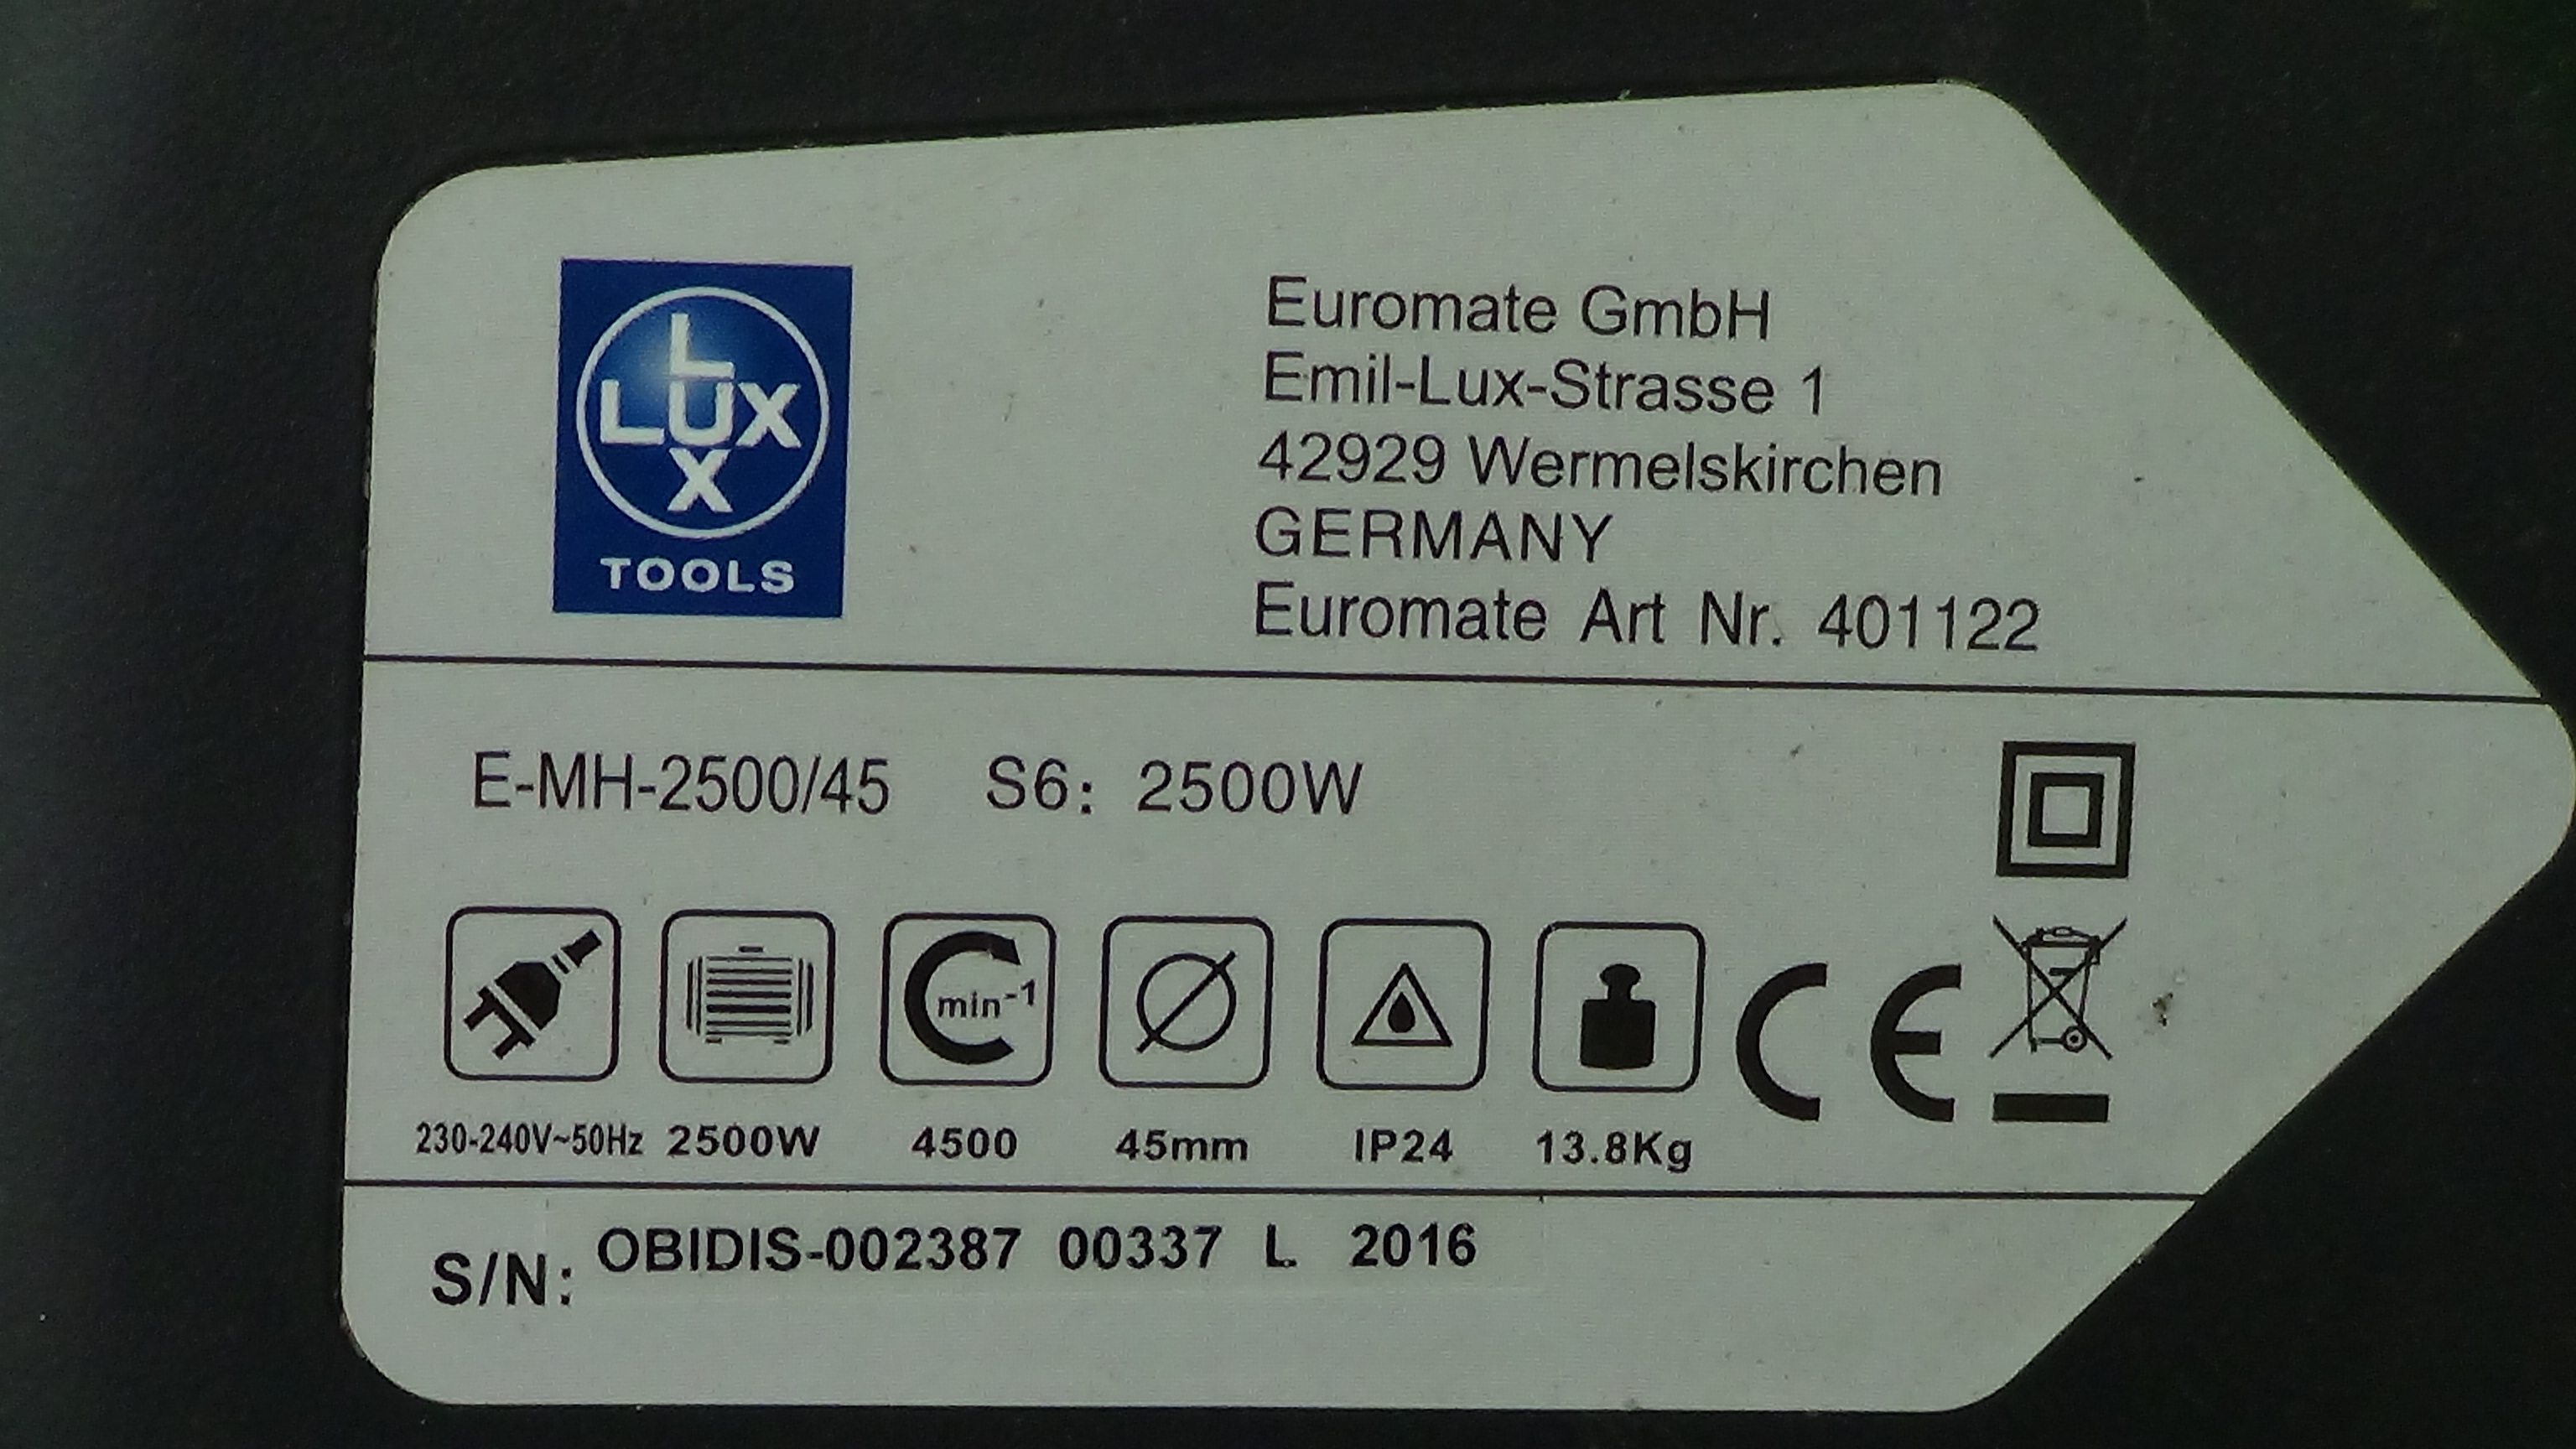 L
LUX
X
TOOLS
Euromate GmbH
Emil-Lux-Strasse 1
42929 Wermelskirchen
GERMANY
Euromate Art Nr. 401122
E-MH-2500/45 S6: 2500W
min-1
CE
230-240V~50Hz 2500W 4500 45mm IP24 13.8Kg
S/N: OBIDIS-002387 00337 L 2016